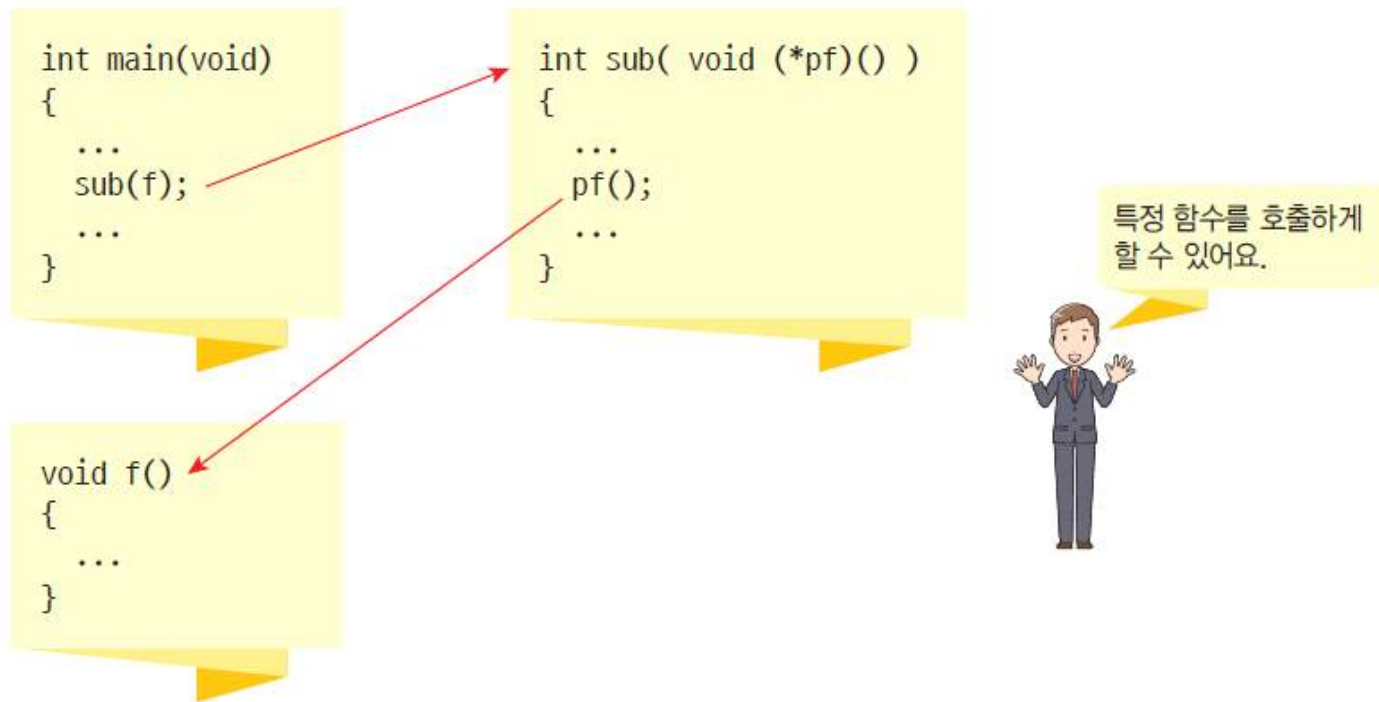 int main(void)
{
...
sub(f);
...
}
int sub( void (*pf)() )
{
...
pf();
...
}
특정 함수를 호출하게
할 수 있어요.
void f()
{
...
}